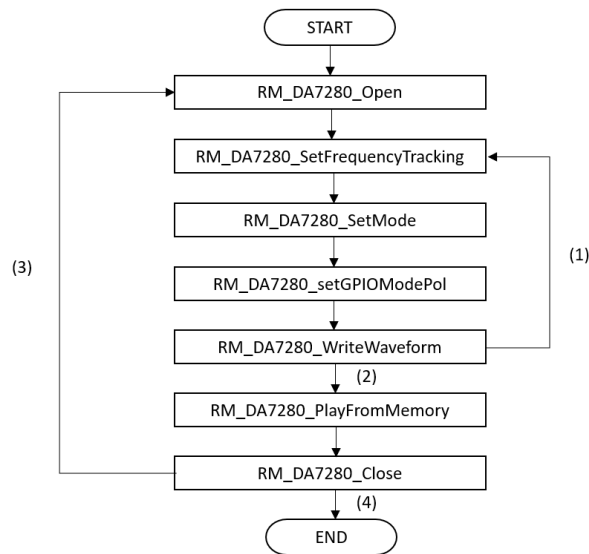 START
RM_DA7280_Open
RM_DA7280_SetFrequencyTracking
RM_DA7280_SetMode
(1)
(3)
RM_DA7280_setGPIOModePol
RM_DA7280_WriteWaveform
(2)
RM_DA7280_PlayFromMemory
RM_DA7280_Close
(4)
END